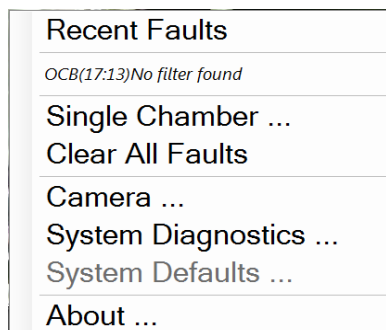 Recent Faults
OCB(17:13)No filter found
Single Chamber ...
Clear All Faults
Camera ...
System Diagnostics ...
System Defaults ...
About ...